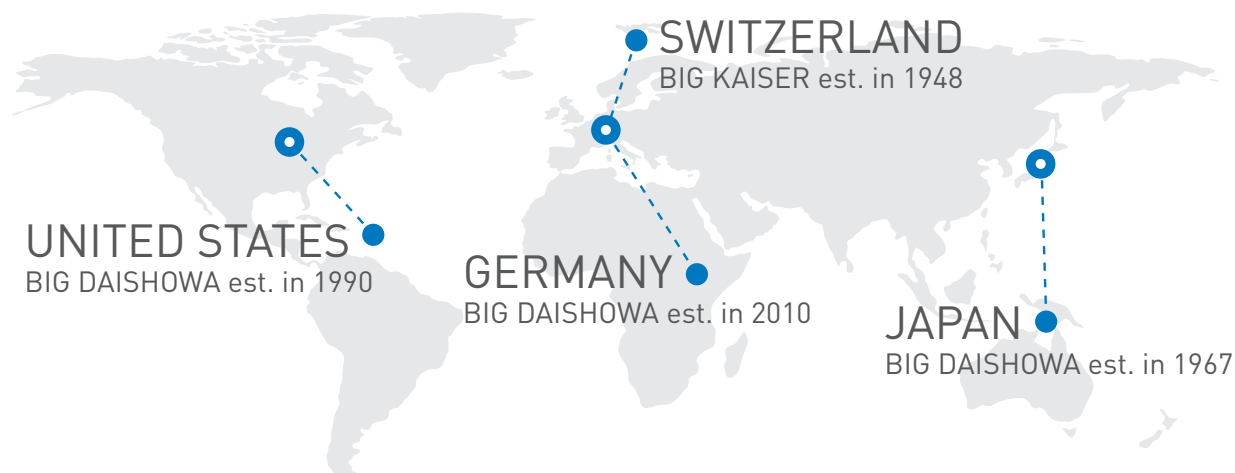 SWITZERLAND
BIG KAISER est. in 1948
UNITED STATES
BIG DAISHOWA est. in 1990
GERMANY
BIG DAISHOWA est. in 2010
JAPAN
BIG DAISHOWA est. in 1967